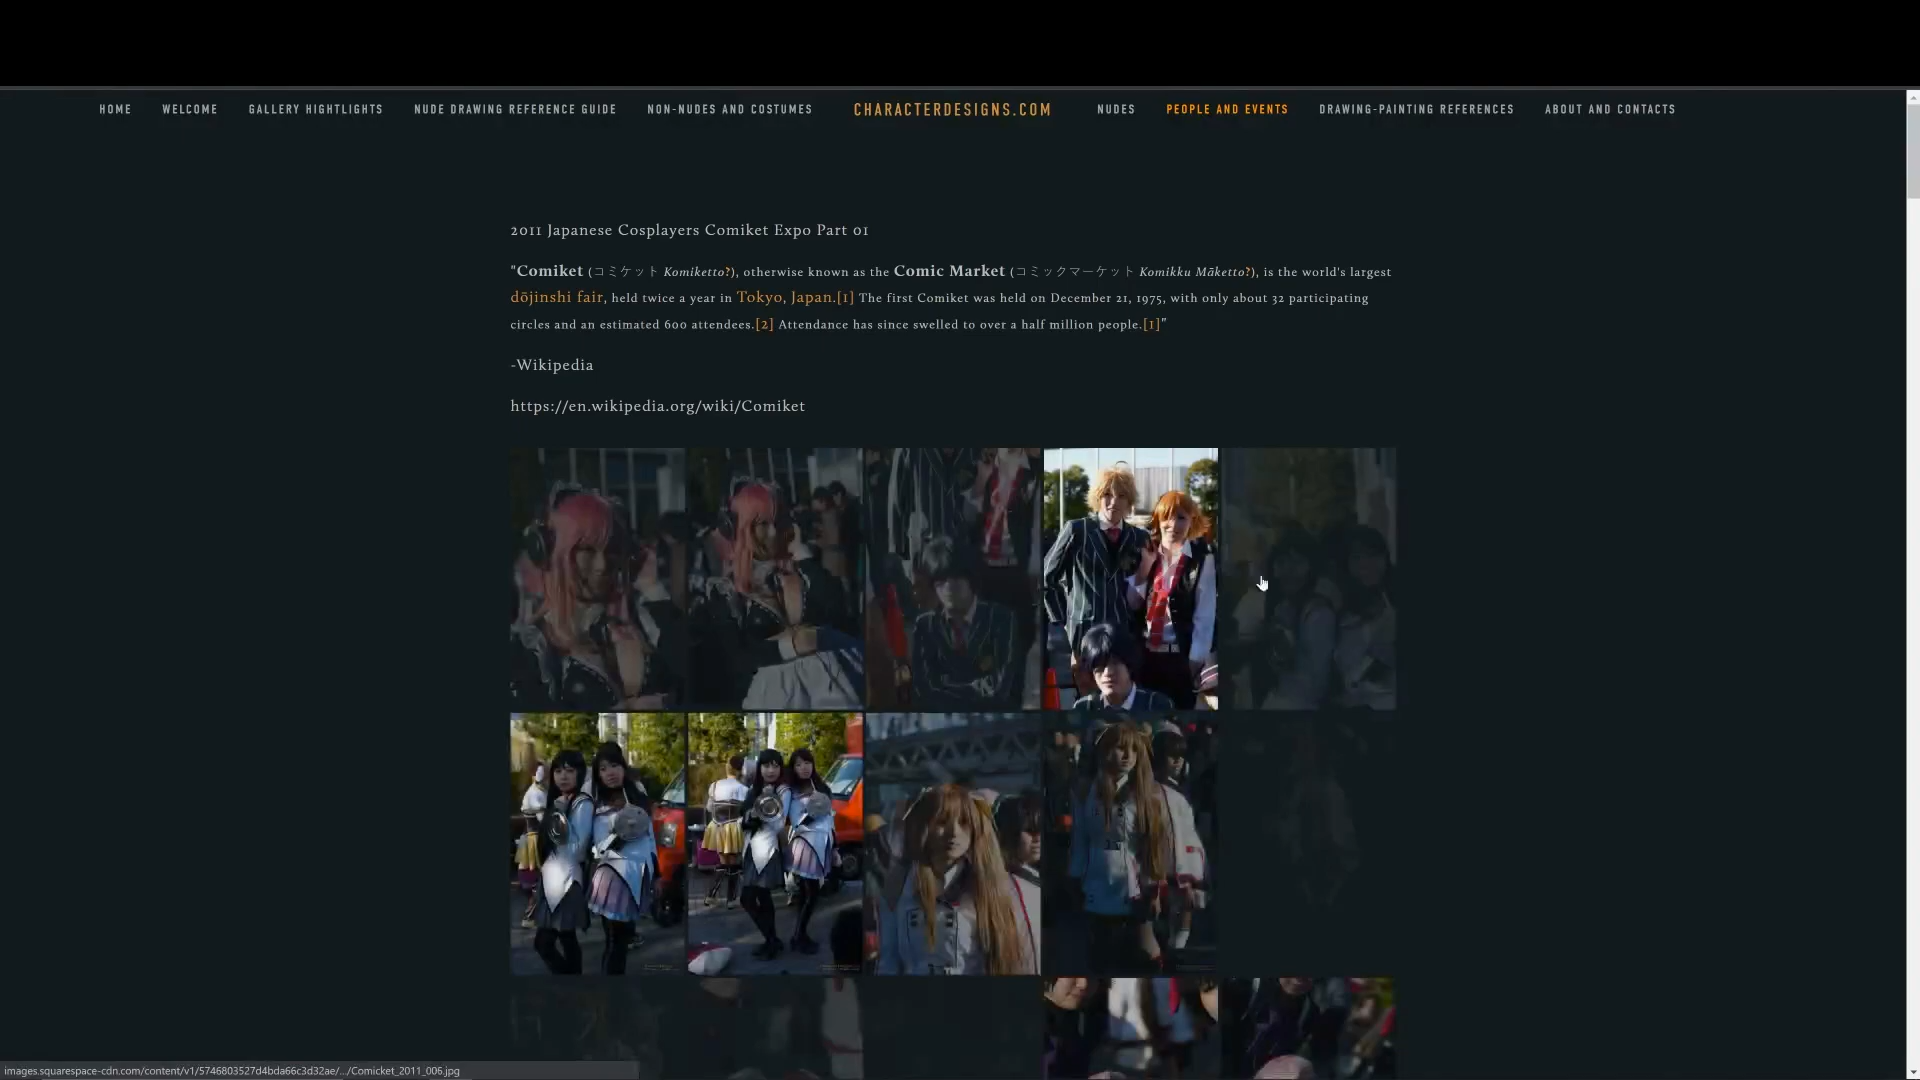 HOME WELCOME GALLERY HIGHTLIGHTS NUDE DRAWING REFERENCE GUIDE NON-NUDES AND COSTUMES CHARACTERDESIGNS.COM NUDES PEOPLE AND EVENTS DRAWING-PAINTING REFERENCES ABOUT AND CONTACTS
2011 Japanese Cosplayers Comiket Expo Part 01
"Comiket (コミケット Komiketto?), otherwise known as the Comic Market (コミックマーケット Komikku Māketto?), is the world's largest
dōjinshi fair, held twice a year in Tokyo, Japan.[1] The first Comiket was held on December 21, 1975, with only about 32 participating
circles and an estimated 600 attendees.[2] Attendance has since swelled to over a half million people.[1]"
-Wikipedia
https://en.wikipedia.org/wiki/Comiket
images.squarespace-cdn.com/content/v1/5746803527d4bda66c3d32ae/.../Comicket_2011_006.jpg